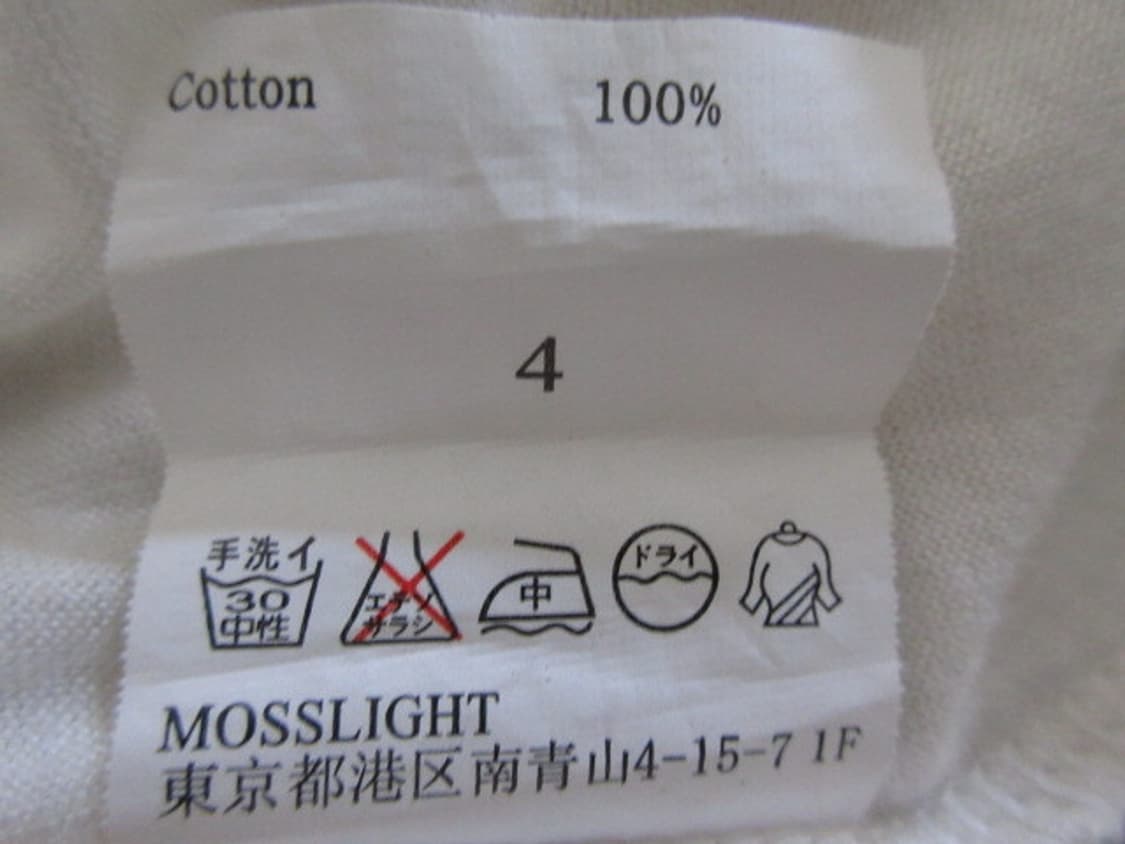 Cotton 100%
4
手洗イ
30
中性
エンソ
サラシ
中
ドライ
MOSSLIGHT
東京都港区南青山4-15-7 1F